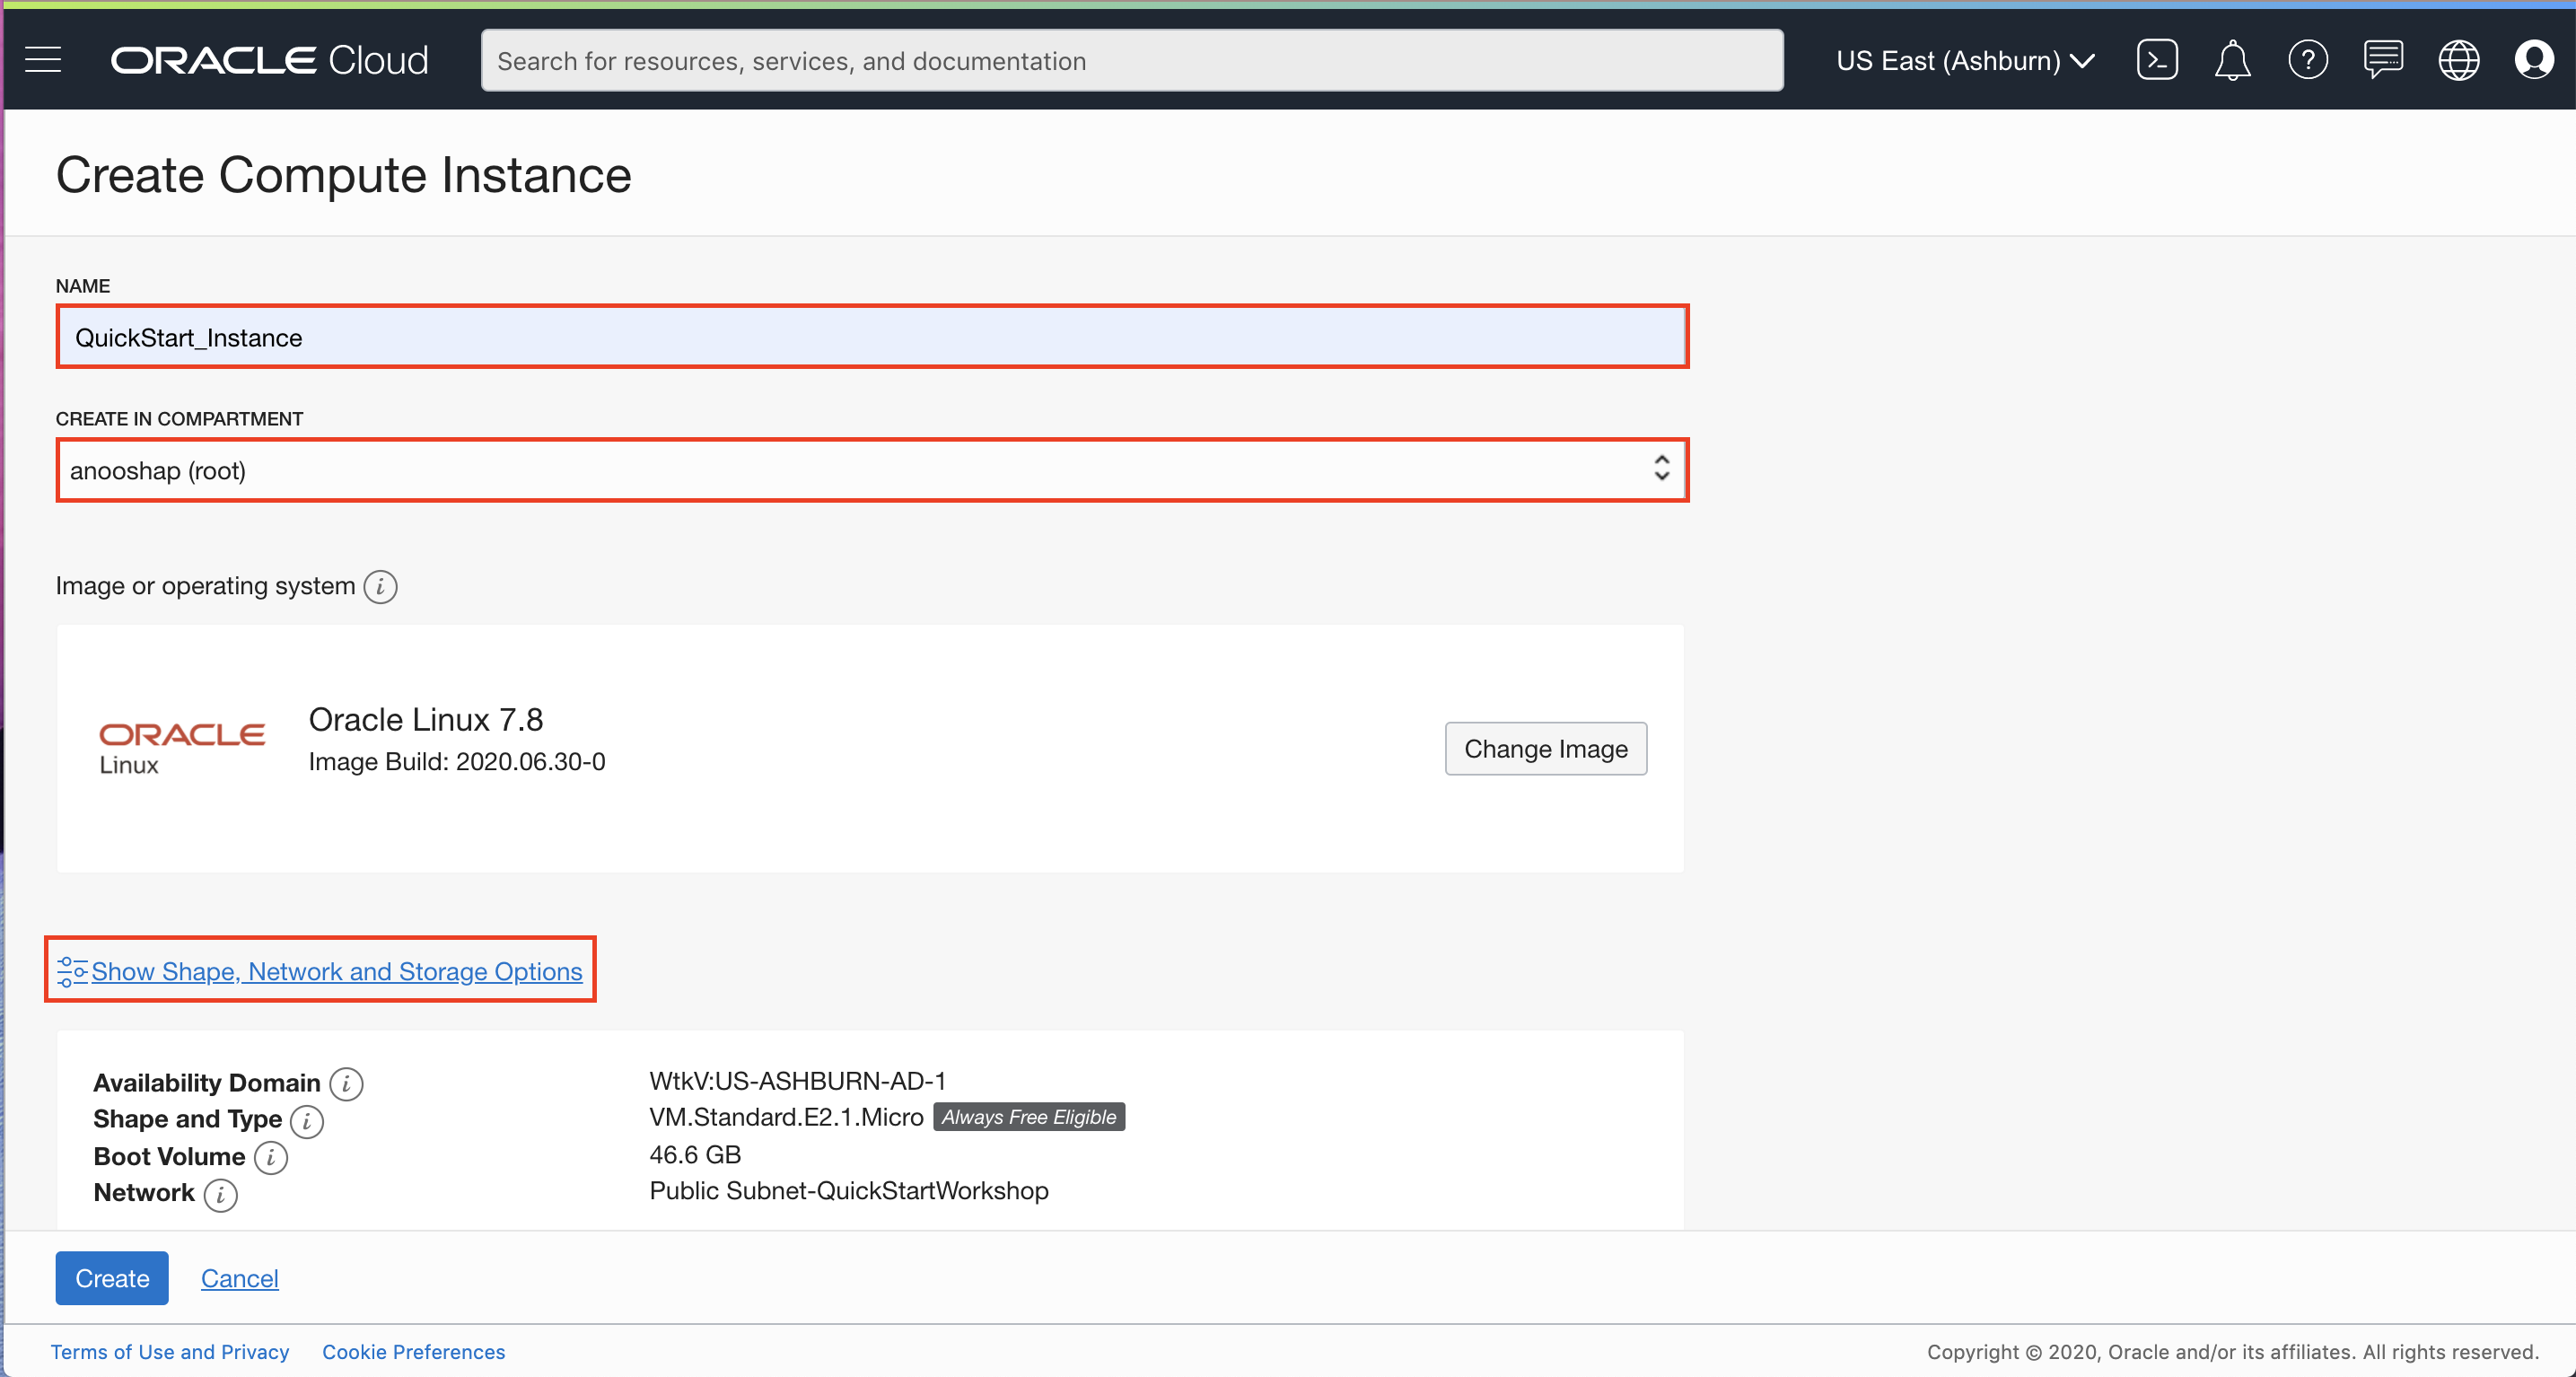 ORACLE Cloud
Search for resources, services, and documentation
US East (Ashburn)
Create Compute Instance
NAME
QuickStart_Instance
CREATE IN COMPARTMENT
anooshap (root)
Image or operating system i
ORACLE
Linux
Oracle Linux 7.8
Image Build: 2020.06.30-0
Change Image
Show Shape, Network and Storage Options
Availability Domain i WtkV:US-ASHBURN-AD-1
Shape and Type i VM.Standard.E2.1.Micro Always Free Eligible
Boot Volume i 46.6 GB
Network i Public Subnet-QuickStartWorkshop
Create Cancel
Terms of Use and Privacy Cookie Preferences Copyright © 2020, Oracle and/or its affiliates. All rights reserved.